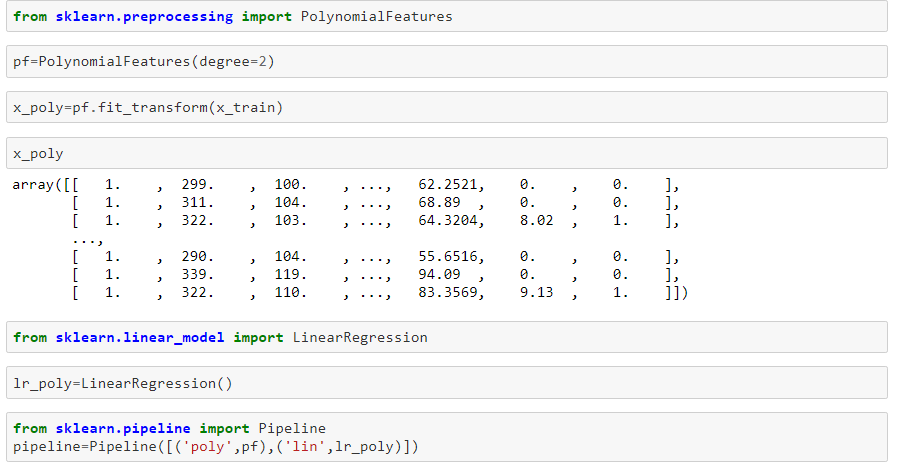 from sklearn.preprocessing import PolynomialFeatures
pf=PolynomialFeatures(degree=2)
x_poly=pf.fit_transform(x_train)
x_poly
array([[   1.    ,  299.    ,  100.    , ...,   62.2521,    0.    ,    0.    ],
       [   1.    ,  311.    ,  104.    , ...,   68.89  ,    0.    ,    0.    ],
       [   1.    ,  322.    ,  103.    , ...,   64.3204,    8.02  ,    1.    ],
       ...,
       [   1.    ,  290.    ,  104.    , ...,   55.6516,    0.    ,    0.    ],
       [   1.    ,  339.    ,  119.    , ...,   94.09  ,    0.    ,    0.    ],
       [   1.    ,  322.    ,  110.    , ...,   83.3569,    9.13  ,    1.    ]])
from sklearn.linear_model import LinearRegression
lr_poly=LinearRegression()
from sklearn.pipeline import Pipeline
pipeline=Pipeline([('poly',pf),('lin',lr_poly)])